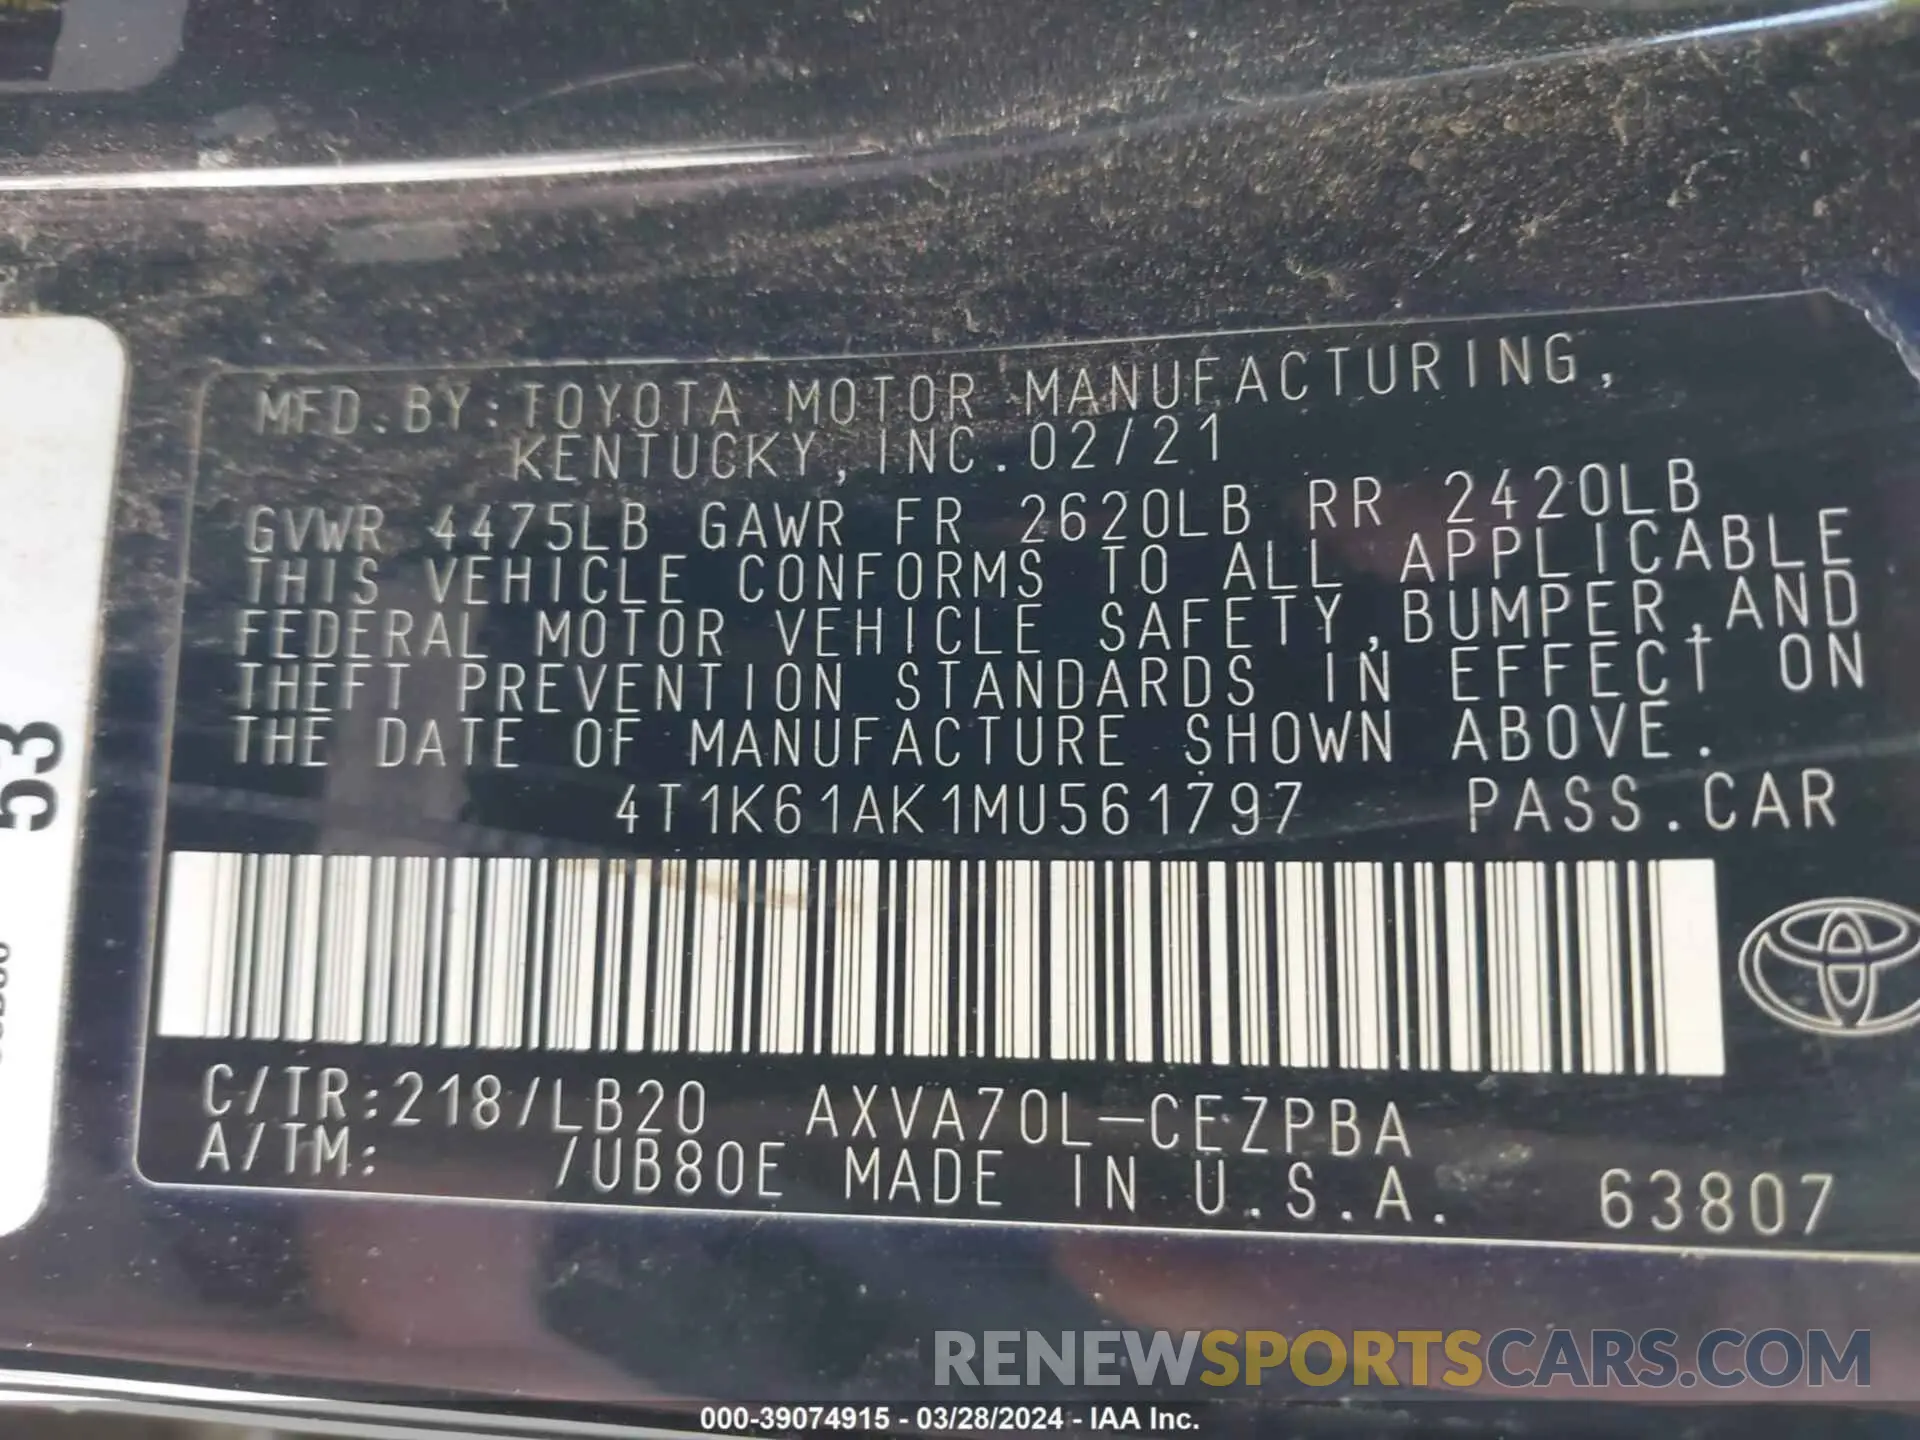 MFD.BY:TOYOTA MOTOR MANUFACTURING,
KENTUCKY,INC.02/21
GVWR 4475LB GAWR FR 2620LB RR 2420LB
THIS VEHICLE CONFORMS TO ALL APPLICABLE
FEDERAL MOTOR VEHICLE SAFETY,BUMPER,AND
THEFT PREVENTION STANDARDS IN EFFECT ON
THE DATE OF MANUFACTURE SHOWN ABOVE.
4T1K61AK1MU561797 PASS.CAR
C/TR:218/LB20 AXVA70L-CEZPBA
A/TM: /UB80E MADE IN U.S.A. 63807
53
RENEWSPORTSCARS.COM
000-39074915 - 03/28/2024 - IAA Inc.